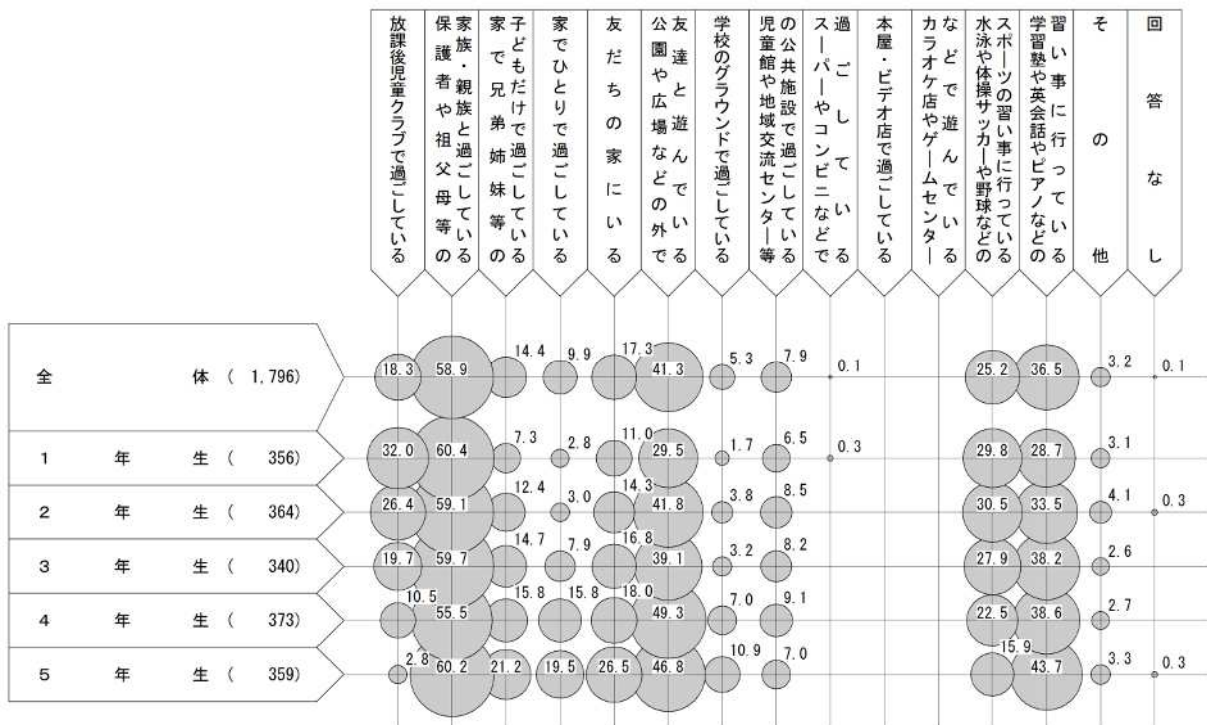 放課後児童クラブで過ごしている
保護者や祖父母等の
家族・親族と過ごしている
家で兄弟姉妹等の
子どもだけで過ごしている
家でひとりで過ごしている
友だちの家にいる
公園や広場などの外で
友達と遊んでいる
学校のグラウンドで過ごしている
児童館や地域交流センター等
の公共施設で過ごしている
スーパーやコンビニなどで
過ごしている
本屋・ビデオ店で過ごしている
カラオケ店やゲームセンター
などで遊んでいる
水泳や体操サッカーや野球などの
スポーツの習い事に行っている
学習塾や英会話やピアノなどの
習い事に行っている
その他
回答なし
全体(1,796)
18.3 58.9 14.4 9.9 17.3 41.3 5.3 7.9 0.1 25.2 36.5 3.2 0.1
1年生(356)
32.0 60.4 7.3 2.8 11.0 29.5 1.7 6.5 0.3 29.8 28.7 3.1
2年生(364)
26.4 59.1 12.4 3.0 14.3 41.8 3.8 8.5 30.5 33.5 4.1 0.3
3年生(340)
19.7 59.7 14.7 7.9 16.8 39.1 3.2 8.2 27.9 38.2 2.6
4年生(373)
10.5 55.5 15.8 15.8 18.0 49.3 7.0 9.1 22.5 38.6 2.7
5年生(359)
2.8 60.2 21.2 19.5 26.5 46.8 10.9 7.0 15.9 43.7 3.3 0.3